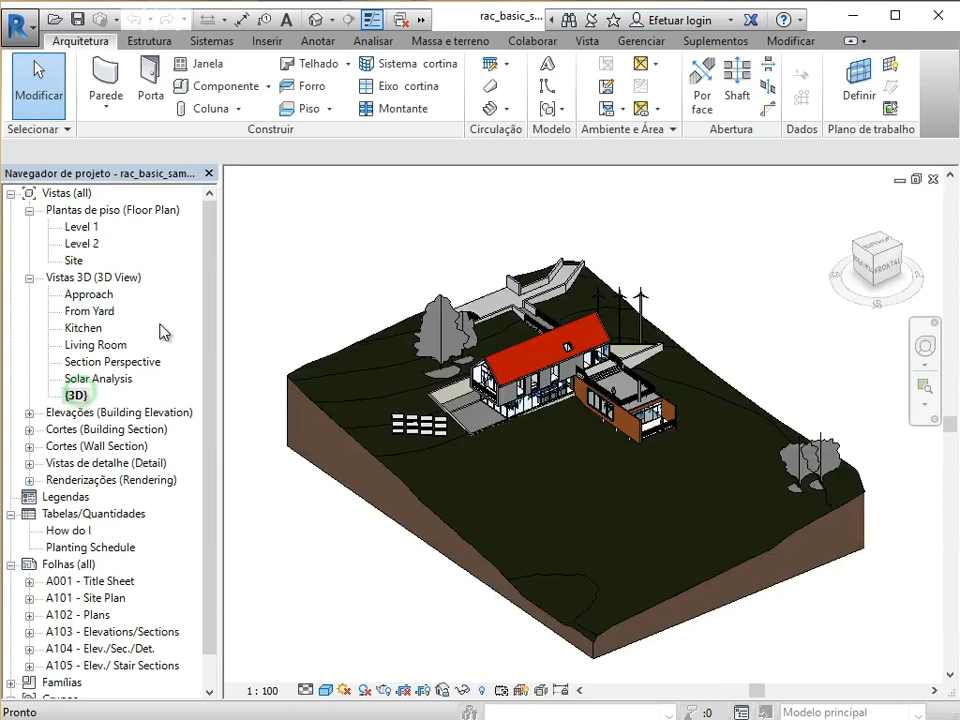 rac_basic_s...
Efetuar login
Arquitetura Estrutura Sistemas Inserir Anotar Analisar Massa e terreno Colaborar Vista Gerenciar Suplementos Modificar
Modificar
Parede
Porta
Janela
Componente
Coluna
Telhado
Forro
Piso
Sistema cortina
Eixo cortina
Montante
Por face
Shaft
Definir
Selecionar Construir Circulação Modelo Ambiente e Área Abertura Dados Plano de trabalho
Navegador de projeto - rac_basic_sam...
Vistas (all)
Plantas de piso (Floor Plan)
Level 1
Level 2
Site
Vistas 3D (3D View)
Approach
From Yard
Kitchen
Living Room
Section Perspective
Solar Analysis
{3D}
Elevações (Building Elevation)
Cortes (Building Section)
Cortes (Wall Section)
Vistas de detalhe (Detail)
Renderizações (Rendering)
Legendas
Tabelas/Quantidades
How do I
Planting Schedule
Folhas (all)
A001 - Title Sheet
A101 - Site Plan
A102 - Plans
A103 - Elevations/Sections
A104 - Elev./Sec./Det.
A105 - Elev./ Stair Sections
Famílias
FRONTAL
1 : 100
Pronto
:0
Modelo principal